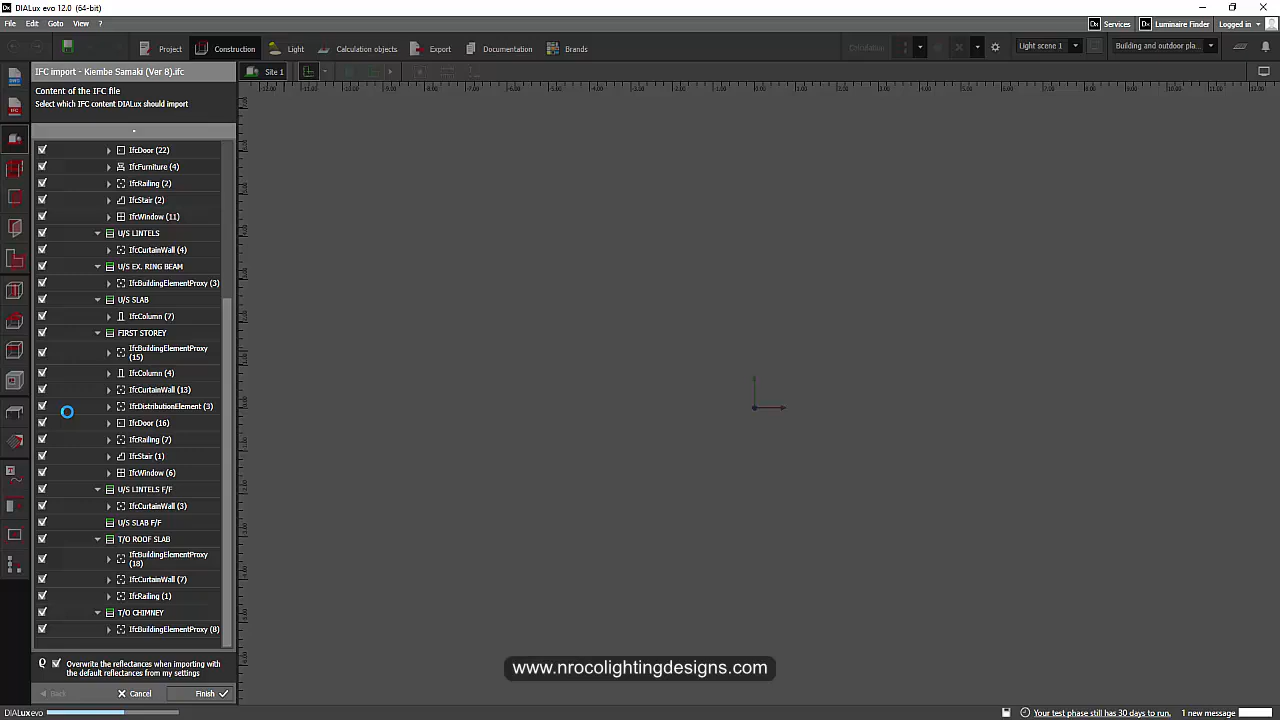 DIALux evo 12.0 (64-bit)
File Edit Goto View ?
Services Luminaire Finder Logged in
Project Construction Light Calculation objects Export Documentation Brands Calculation Light scene 1 Building and outdoor pla...
IFC import - Kiembe Samaki (Ver 8).ifc
Site 1
Content of the IFC file
Select which IFC content DIALux should import
IfcDoor (22)
IfcFurniture (4)
IfcRailing (2)
IfcStair (2)
IfcWindow (11)
U/S LINTELS
IfcCurtainWall (4)
U/S EX. RING BEAM
IfcBuildingElementProxy (3)
U/S SLAB
IfcColumn (7)
FIRST STOREY
IfcBuildingElementProxy
(15)
IfcColumn (4)
IfcCurtainWall (13)
IfcDistributionElement (3)
IfcDoor (16)
IfcRailing (7)
IfcStair (1)
IfcWindow (6)
U/S LINTELS F/F
IfcCurtainWall (3)
U/S SLAB F/F
T/O ROOF SLAB
IfcBuildingElementProxy
(18)
IfcCurtainWall (7)
IfcRailing (1)
T/O CHIMNEY
IfcBuildingElementProxy (8)
Overwrite the reflectances when importing with
the default reflectances from my settings
Back Cancel Finish
www.nrocolightingdesigns.com
DIALux evo
Your test phase still has 30 days to run. 1 new message